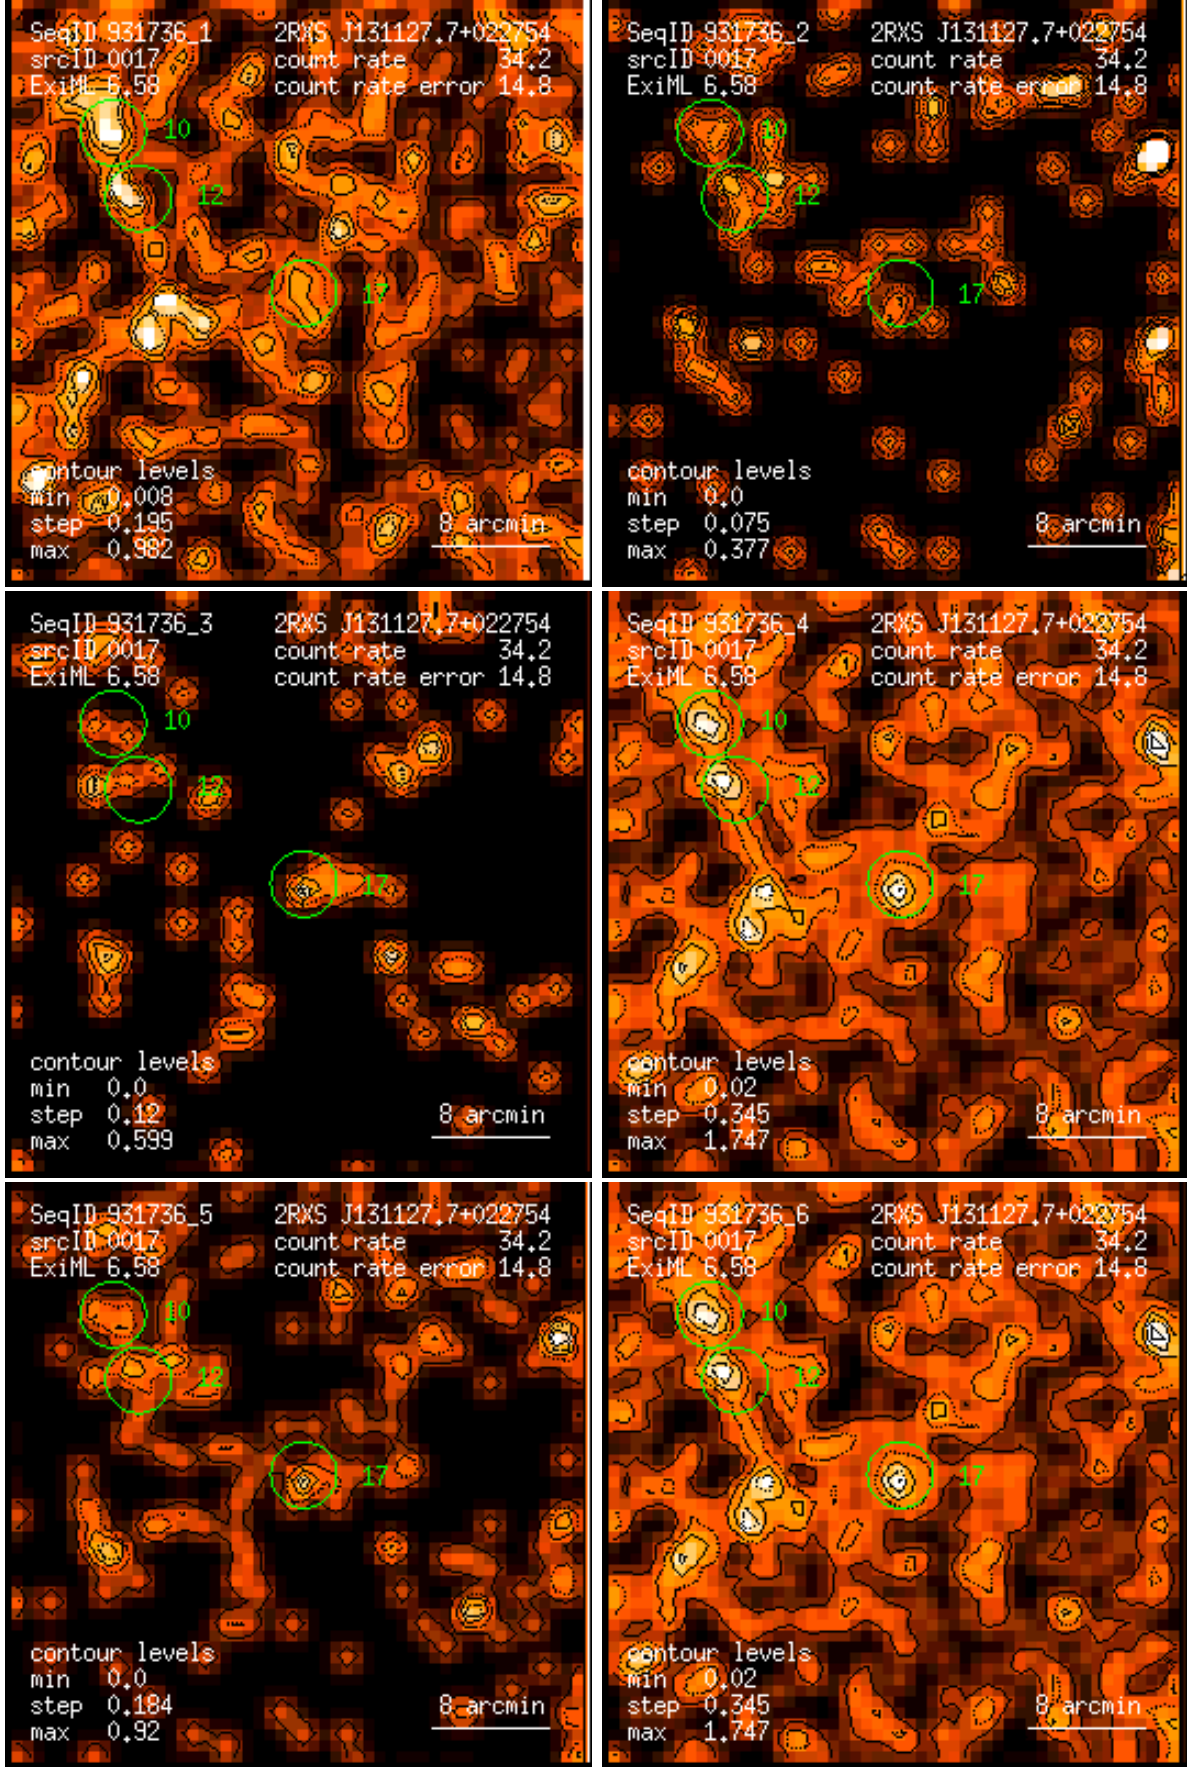 SeqID 931736_1 2RXS J131127.7+022754
srcID 0017 count rate 34.2
ExiML 6.58 count rate error 14.8
10
12
17
contour levels
min 0.008
step 0.195
max 0.982
8 arcmin
SeqID 931736_2 2RXS J131127.7+022754
srcID 0017 count rate 34.2
ExiML 6.58 count rate error 14.8
10
12
17
contour levels
min 0.0
step 0.075
max 0.377
8 arcmin
SeqID 931736_3 2RXS J131127.7+022754
srcID 0017 count rate 34.2
ExiML 6.58 count rate error 14.8
10
12
17
contour levels
min 0.0
step 0.12
max 0.599
8 arcmin
SeqID 931736_4 2RXS J131127.7+022754
srcID 0017 count rate 34.2
ExiML 6.58 count rate error 14.8
10
12
17
contour levels
min 0.02
step 0.345
max 1.747
8 arcmin
SeqID 931736_5 2RXS J131127.7+022754
srcID 0017 count rate 34.2
ExiML 6.58 count rate error 14.8
10
12
17
contour levels
min 0.0
step 0.184
max 0.92
8 arcmin
SeqID 931736_6 2RXS J131127.7+022754
srcID 0017 count rate 34.2
ExiML 6.58 count rate error 14.8
10
12
17
contour levels
min 0.02
step 0.345
max 1.747
8 arcmin